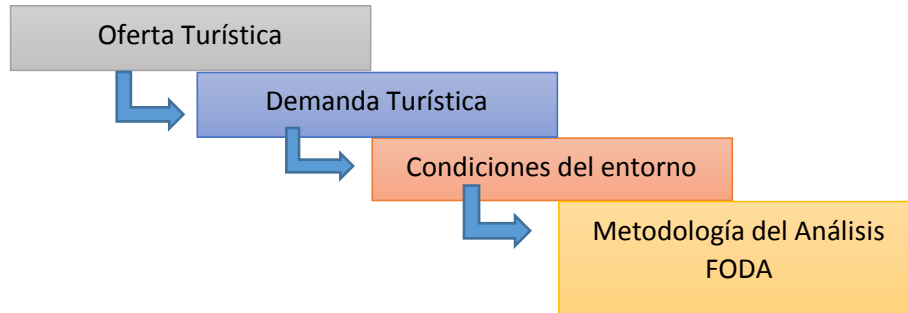 Oferta Turística
Demanda Turística
Condiciones del entorno
Metodología del Análisis
FODA